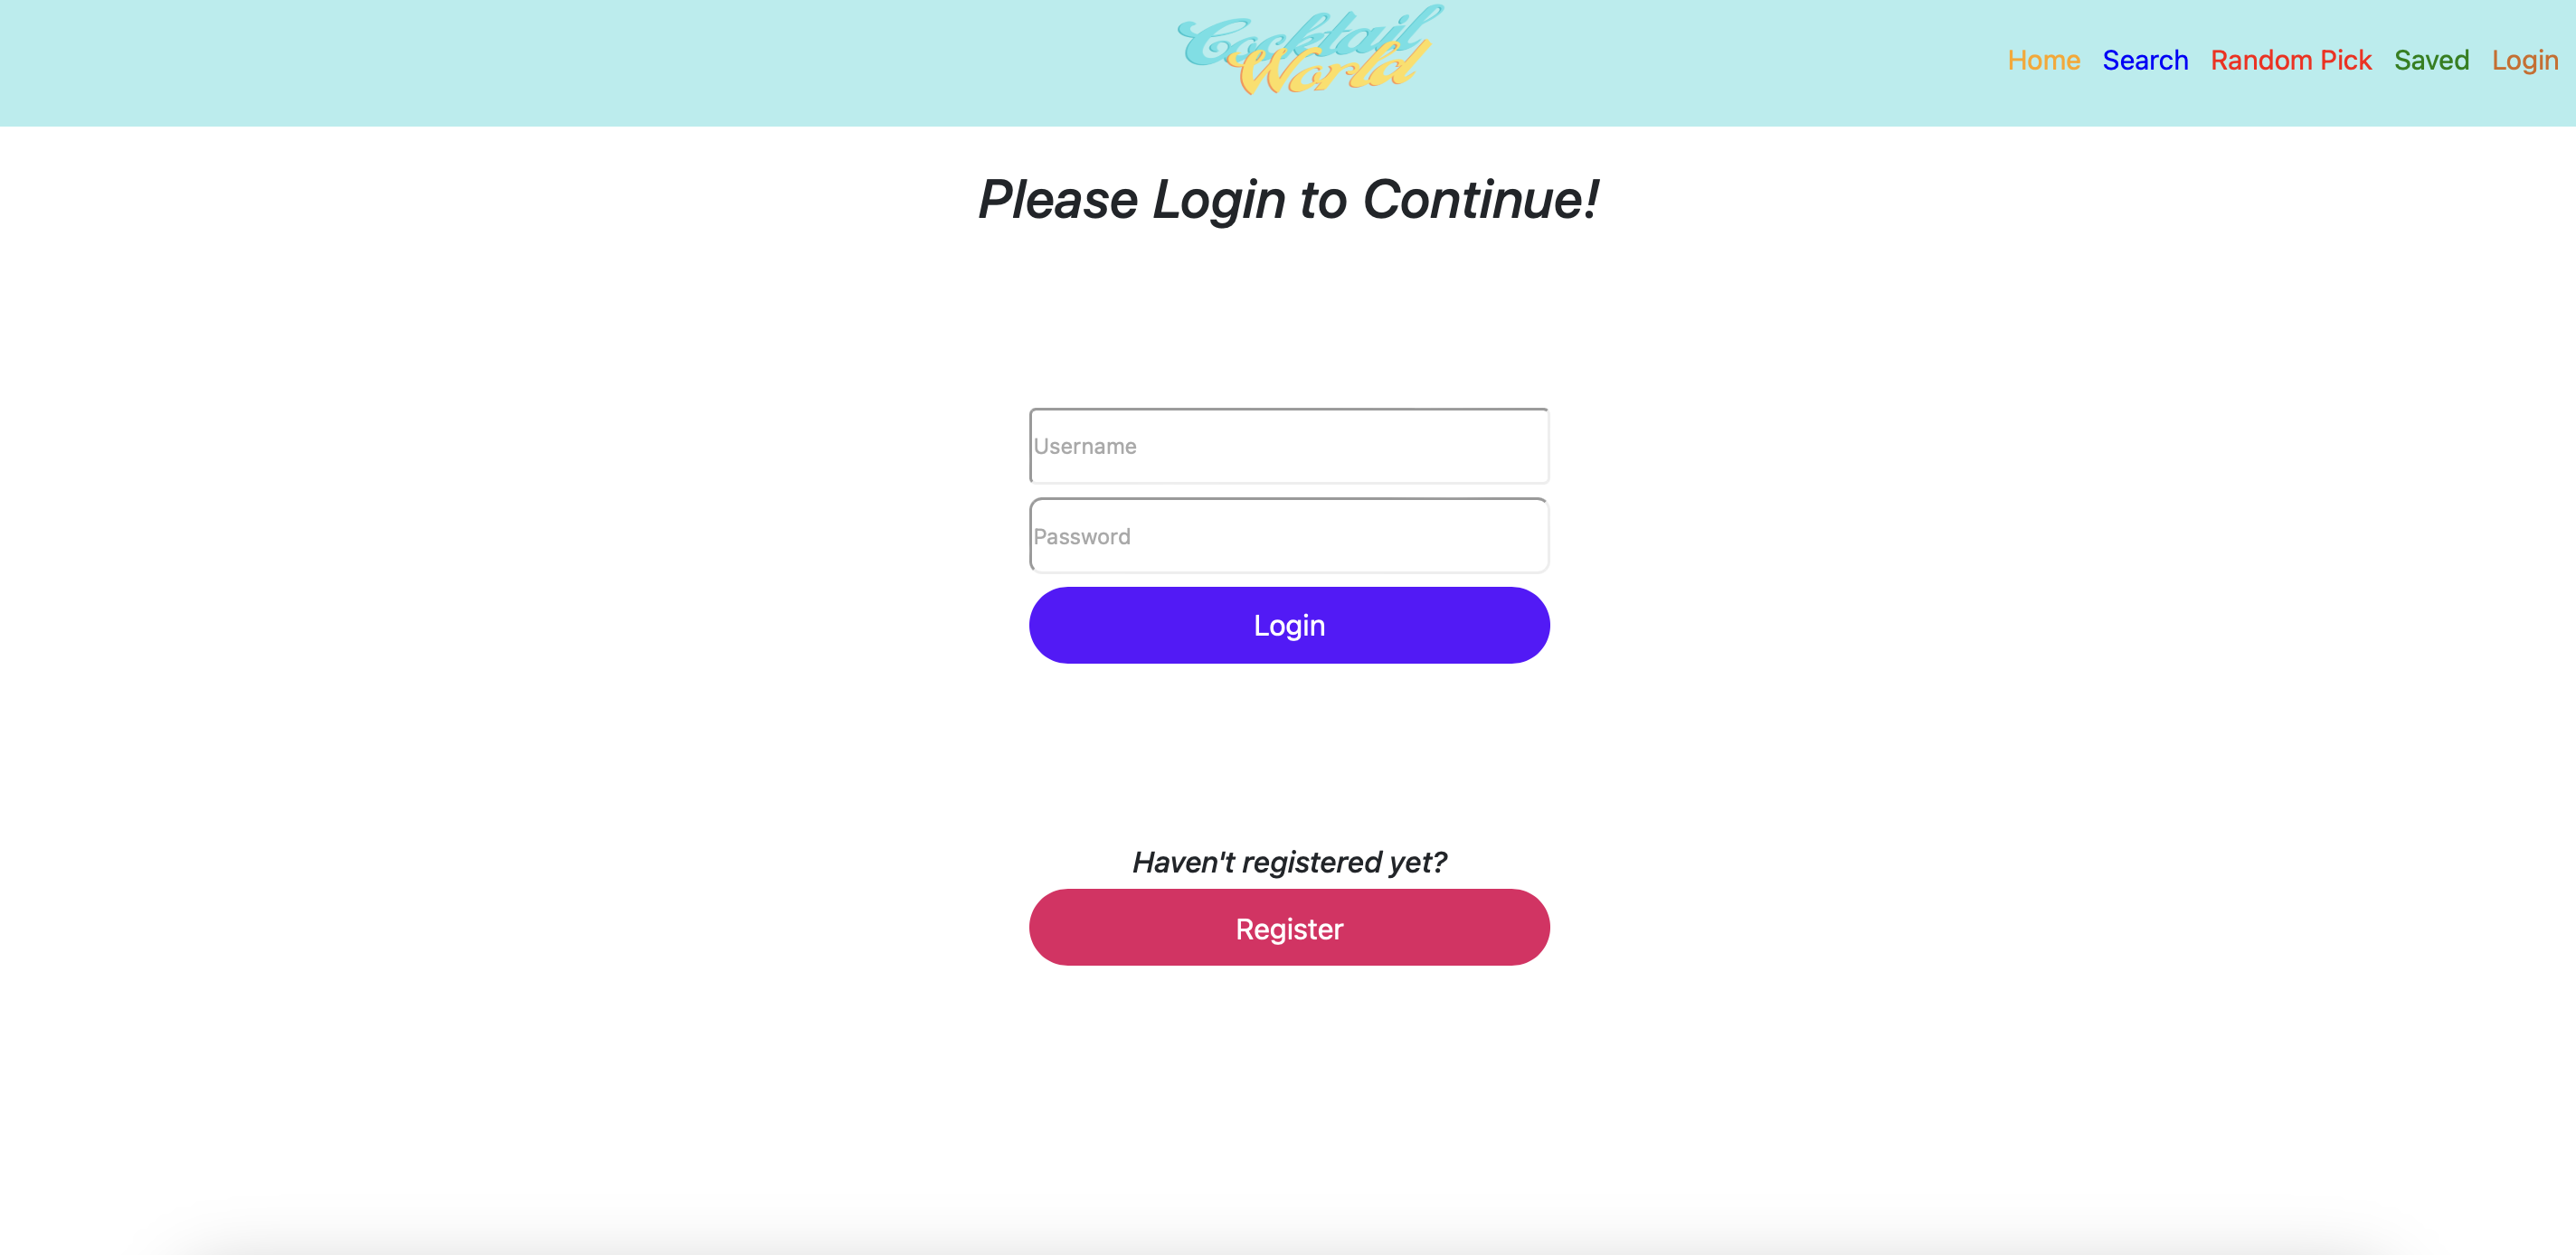 Cocktail
World
Home Search Random Pick Saved Login
Please Login to Continue!
Username
Password
Login
Haven't registered yet?
Register